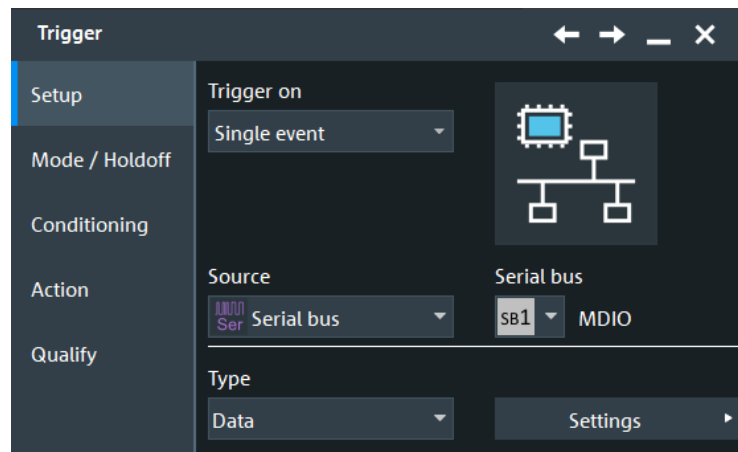 Trigger
Setup
Mode / Holdoff
Conditioning
Action
Qualify
Trigger on
Single event
Source
Serial bus
Ser Serial bus
SB1 MDIO
Type
Data
Settings